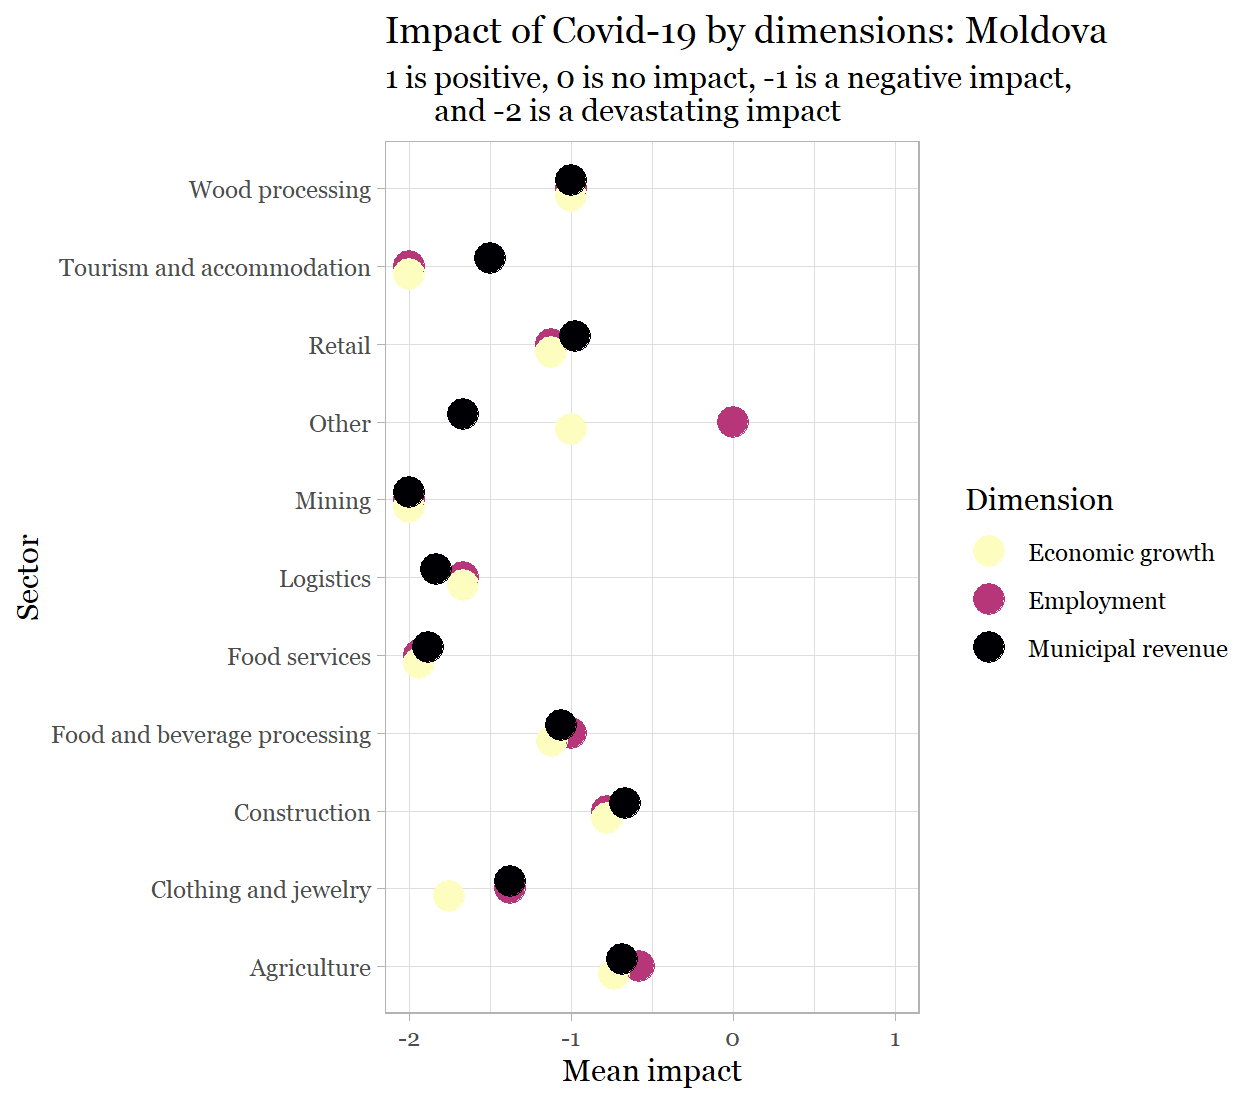 Impact of Covid-19 by dimensions: Moldova
1 is positive, 0 is no impact, -1 is a negative impact,
and -2 is a devastating impact
Wood processing
Tourism and accommodation
Retail
Other
Mining
Logistics
Food services
Food and beverage processing
Construction
Clothing and jewelry
Agriculture
Sector
-2 -1 0 1
Mean impact
Dimension
Economic growth
Employment
Municipal revenue